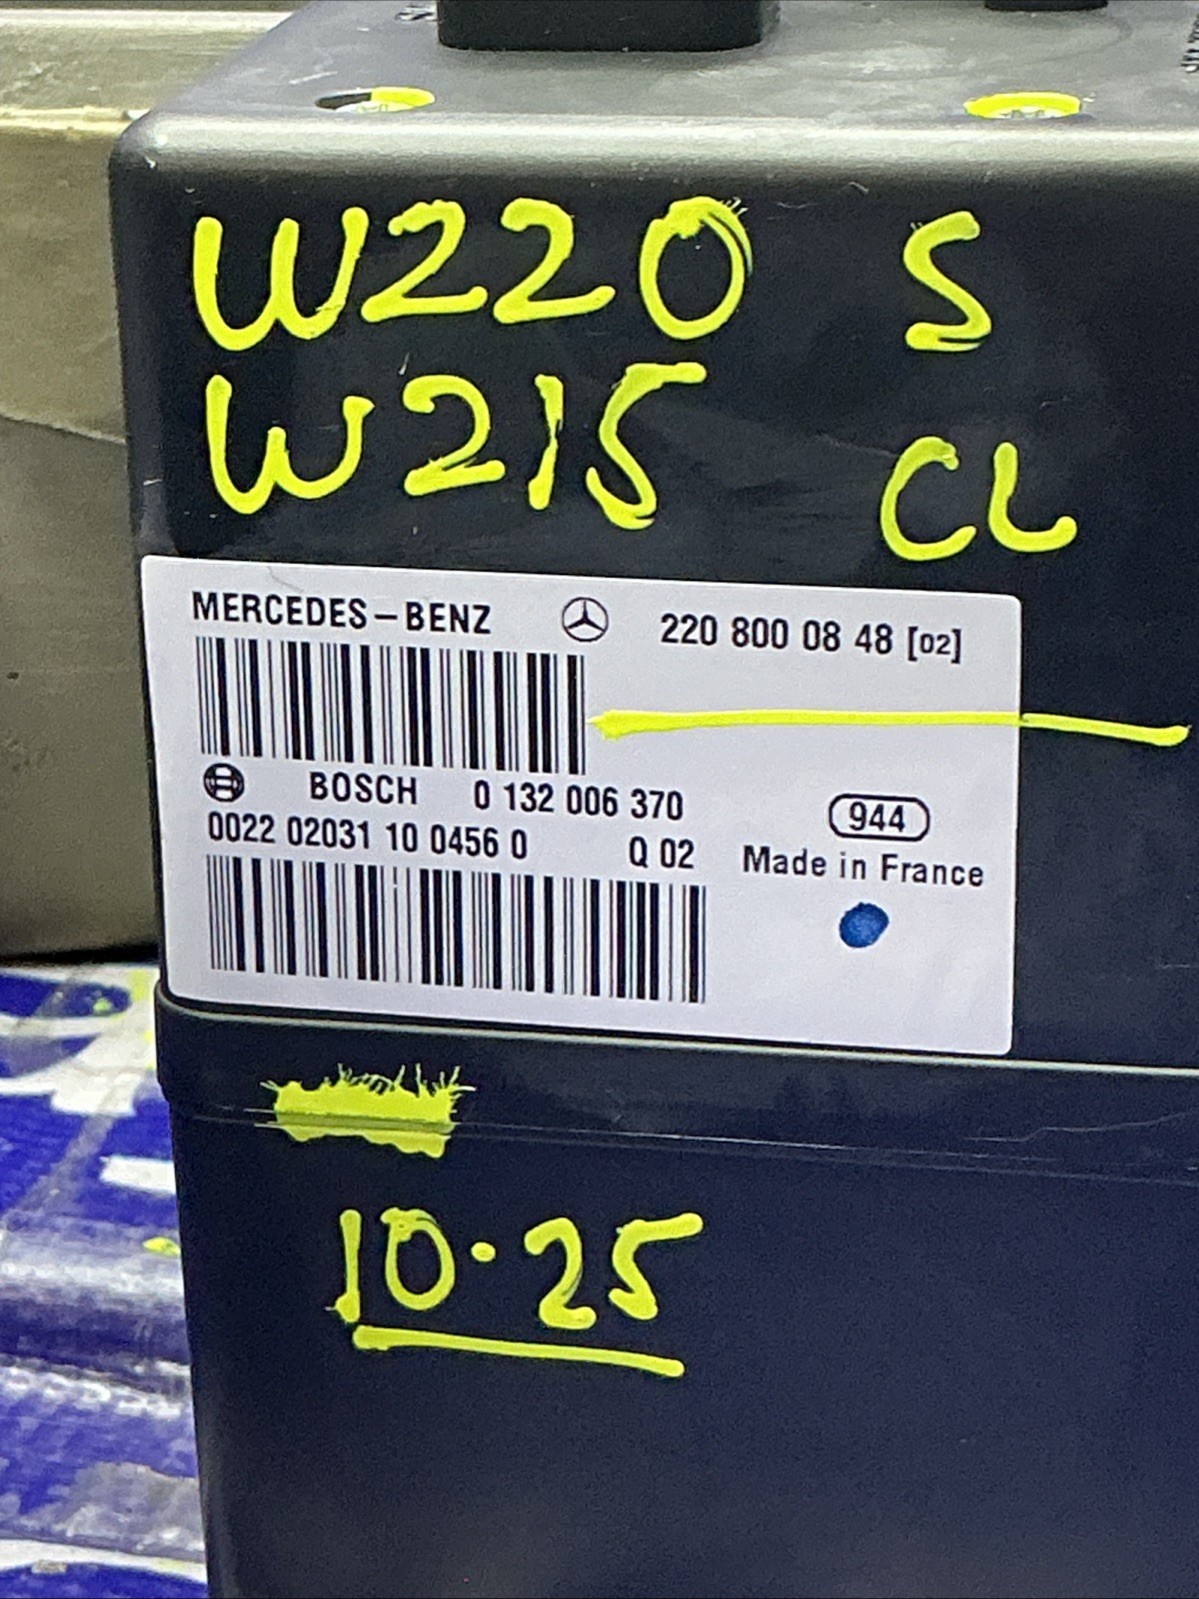 W220 S
W215 CL
MERCEDES-BENZ 220 800 08 48 [02]
BOSCH 0 132 006 370
0022 02031 10 0456 0 Q 02
944
Made in France
10.25